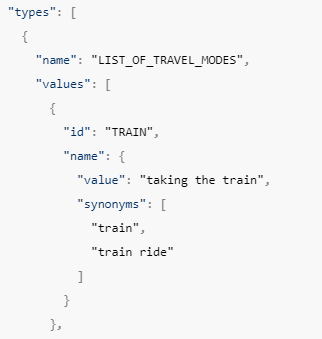 "types": [
{
"name": "LIST_OF_TRAVEL_MODES",
"values": [
{
"id": "TRAIN",
"name": {
"value": "taking the train",
"synonyms": [
"train",
"train ride"
]
}
},